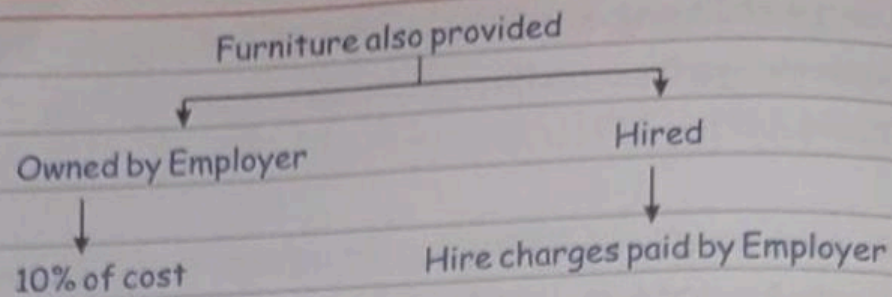 Furniture also provided
Owned by Employer
Hired
10% of cost
Hire charges paid by Employer